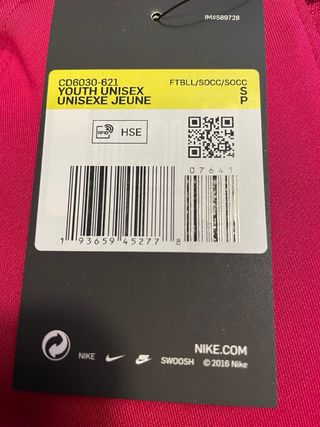 IM#589728
CD6030-621 FTBLL/SOCC/SOCC
YOUTH UNISEX S
UNISEXE JEUNE P
RFID HSE
07641
1 93659 45277 8
NIKE.COM
NIKE SWOOSH © 2016 Nike